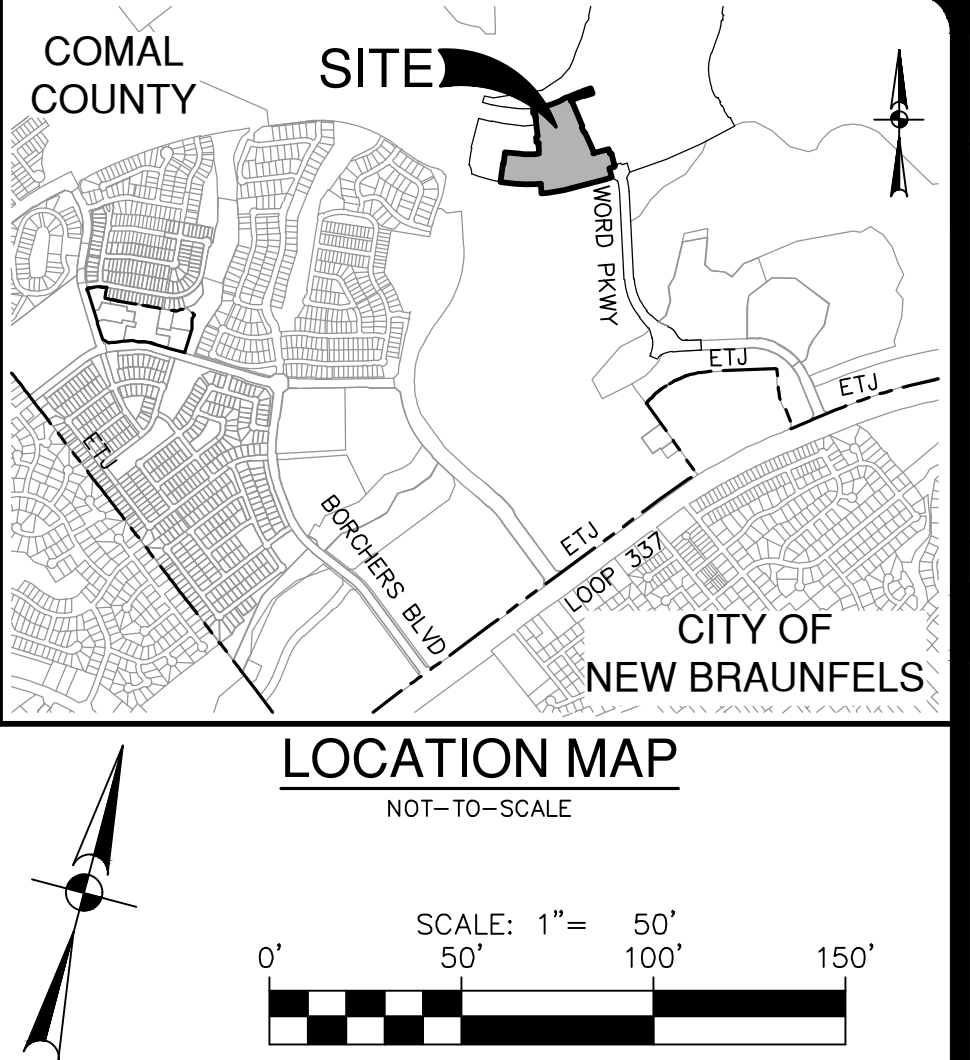 COMAL
COUNTY
SITE
WORD PKWY
ETJ
ETJ
ETJ
BORCHERS BLVD
ETJ
LOOP 337
CITY OF
NEW BRAUNFELS
LOCATION MAP
NOT-TO-SCALE
SCALE: 1"= 50'
0' 50' 100' 150'